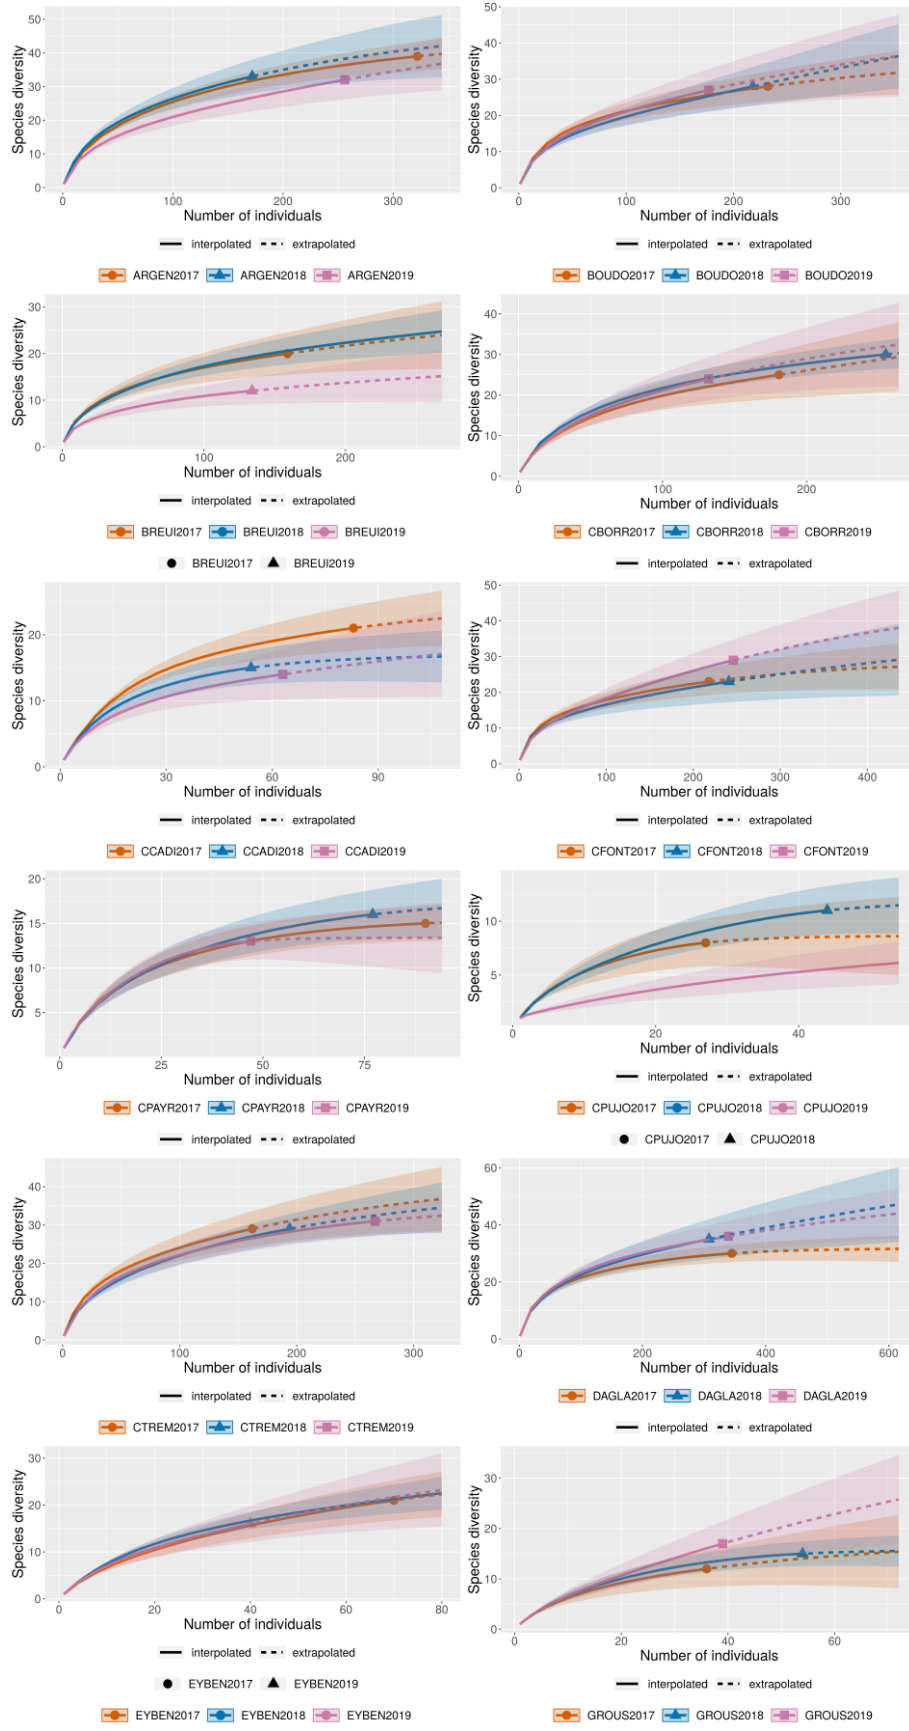 Species diversity
50
40
30
20
10
0
0 100 200 300
Number of individuals
interpolated extrapolated
ARGEN2017 ARGEN2018 ARGEN2019
Species diversity
50
40
30
20
10
0
0 100 200 300
Number of individuals
interpolated extrapolated
BOUDO2017 BOUDO2018 BOUDO2019
Species diversity
30
20
10
0
0 100 200
Number of individuals
interpolated extrapolated
BREUI2017 BREUI2018 BREUI2019
BREUI2017 BREUI2019
Species diversity
40
30
20
10
0
0 100 200
Number of individuals
CBORR2017 CBORR2018 CBORR2019
interpolated extrapolated
Species diversity
20
10
0
0 30 60 90
Number of individuals
interpolated extrapolated
CCADI2017 CCADI2018 CCADI2019
Species diversity
50
40
30
20
10
0
0 100 200 300 400
Number of individuals
interpolated extrapolated
CFONT2017 CFONT2018 CFONT2019
Species diversity
20
15
10
5
0 25 50 75
Number of individuals
CPAYR2017 CPAYR2018 CPAYR2019
interpolated extrapolated
Species diversity
10
5
0 20 40
Number of individuals
interpolated extrapolated
CPUJO2017 CPUJO2018 CPUJO2019
CPUJO2017 CPUJO2018
Species diversity
40
30
20
10
0
0 100 200 300
Number of individuals
interpolated extrapolated
CTREM2017 CTREM2018 CTREM2019
Species diversity
60
40
20
0
0 200 400 600
Number of individuals
DAGLA2017 DAGLA2018 DAGLA2019
interpolated extrapolated
Species diversity
30
20
10
0
0 20 40 60 80
Number of individuals
interpolated extrapolated
EYBEN2017 EYBEN2019
EYBEN2017 EYBEN2018 EYBEN2019
Species diversity
30
20
10
0
0 20 40 60
Number of individuals
interpolated extrapolated
GROUS2017 GROUS2018 GROUS2019